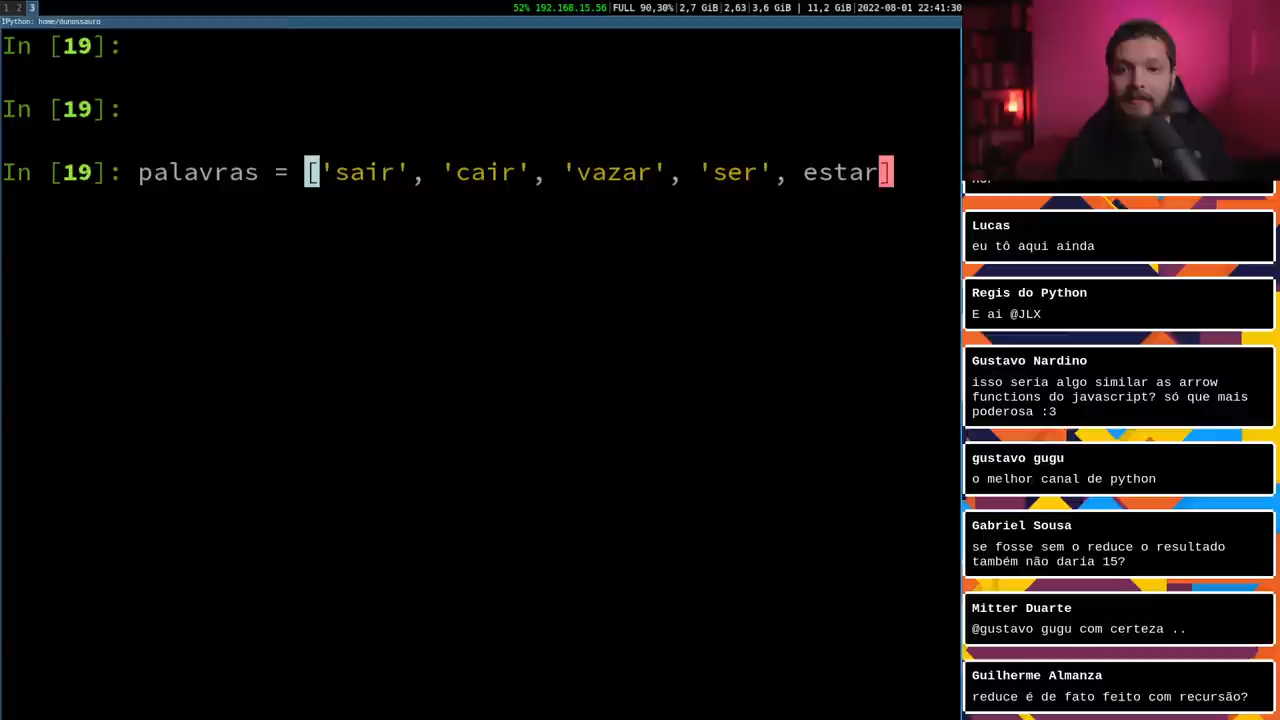 1 2 3
52% 192.168.15.56|FULL 90,30%|2,7 GiB|2,63|3,6 GiB | 11,2 GiB|2022-08-01 22:41:30
IPython: home/dunossauro
In [19]:
In [19]:
In [19]: palavras = ['sair', 'cair', 'vazar', 'ser', estar]
Lucas
eu tô aqui ainda
Regis do Python
E ai @JLX
Gustavo Nardino
isso seria algo similar as arrow
functions do javascript? só que mais
poderosa :3
gustavo gugu
o melhor canal de python
Gabriel Sousa
se fosse sem o reduce o resultado
também não daria 15?
Mitter Duarte
@gustavo gugu com certeza ..
Guilherme Almanza
reduce é de fato feito com recursão?